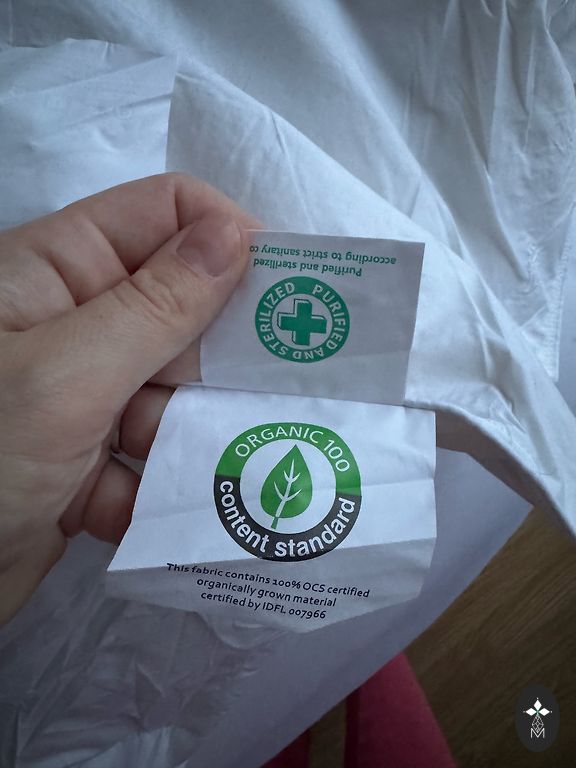 according to strict sanitary co
Purified and sterilized
PURIFIED AND STERILIZED
ORGANIC 100
content standard
This fabric contains 100% OCS certified
organically grown material
certified by IDFL 007966